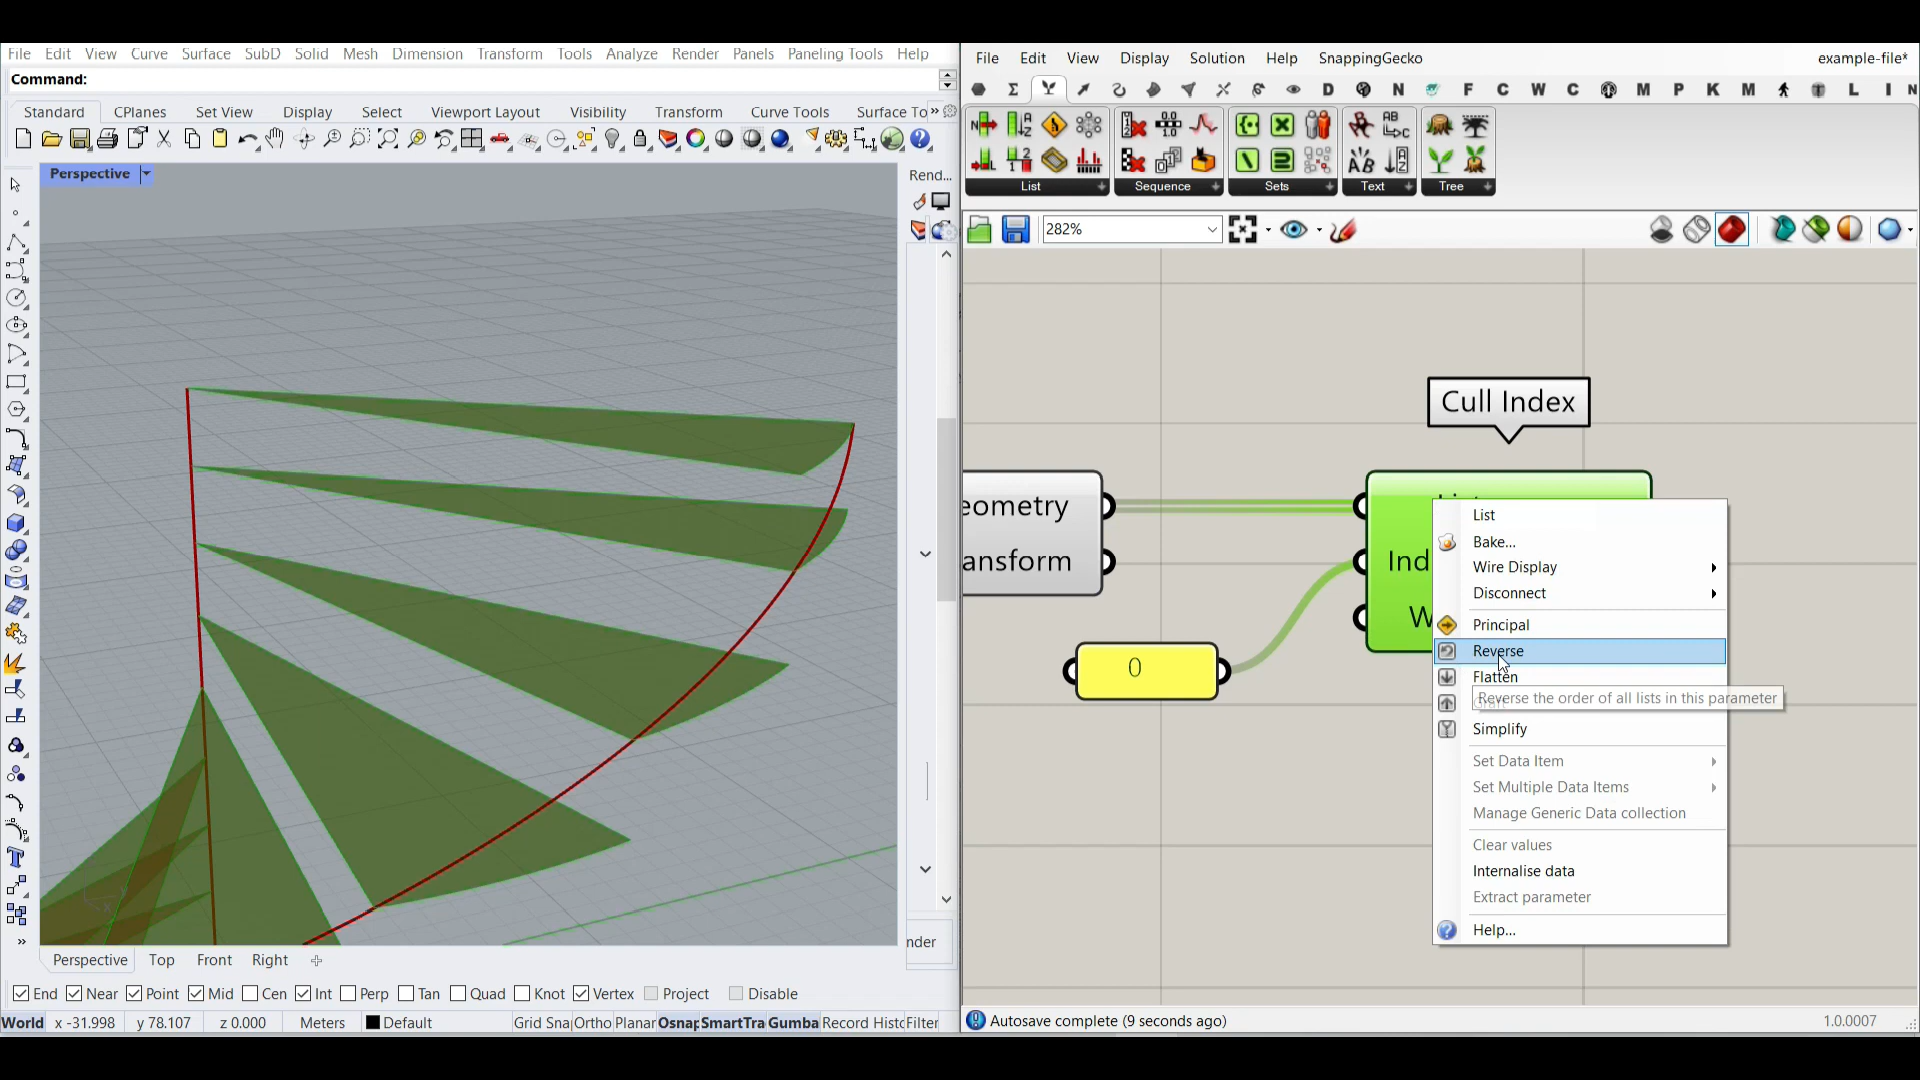 File Edit View Curve Surface SubD Solid Mesh Dimension Transform Tools Analyze Render Panels Paneling Tools Help
Command:
Standard CPlanes Set View Display Select Viewport Layout Visibility Transform Curve Tools Surface To »
Perspective
Rend...
nder
Perspective Top Front Right
End Near Point Mid Cen Int Perp Tan Quad Knot Vertex Project Disable
World x -31.998 y 78.107 z 0.000 Meters Default Grid Sna Ortho Planar Osnap SmartTra Gumba Record Histo Filter
File Edit View Display Solution Help SnappingGecko example-file*
D N F C W C M P K M L I N
List Sequence Sets Text Tree
282%
Cull Index
eometry
ansform
Ind
W
0
List
Bake...
Wire Display
Disconnect
Principal
Reverse
Flatten
Reverse the order of all lists in this parameter
Simplify
Set Data Item
Set Multiple Data Items
Manage Generic Data collection
Clear values
Internalise data
Extract parameter
Help...
Autosave complete (9 seconds ago) 1.0.0007